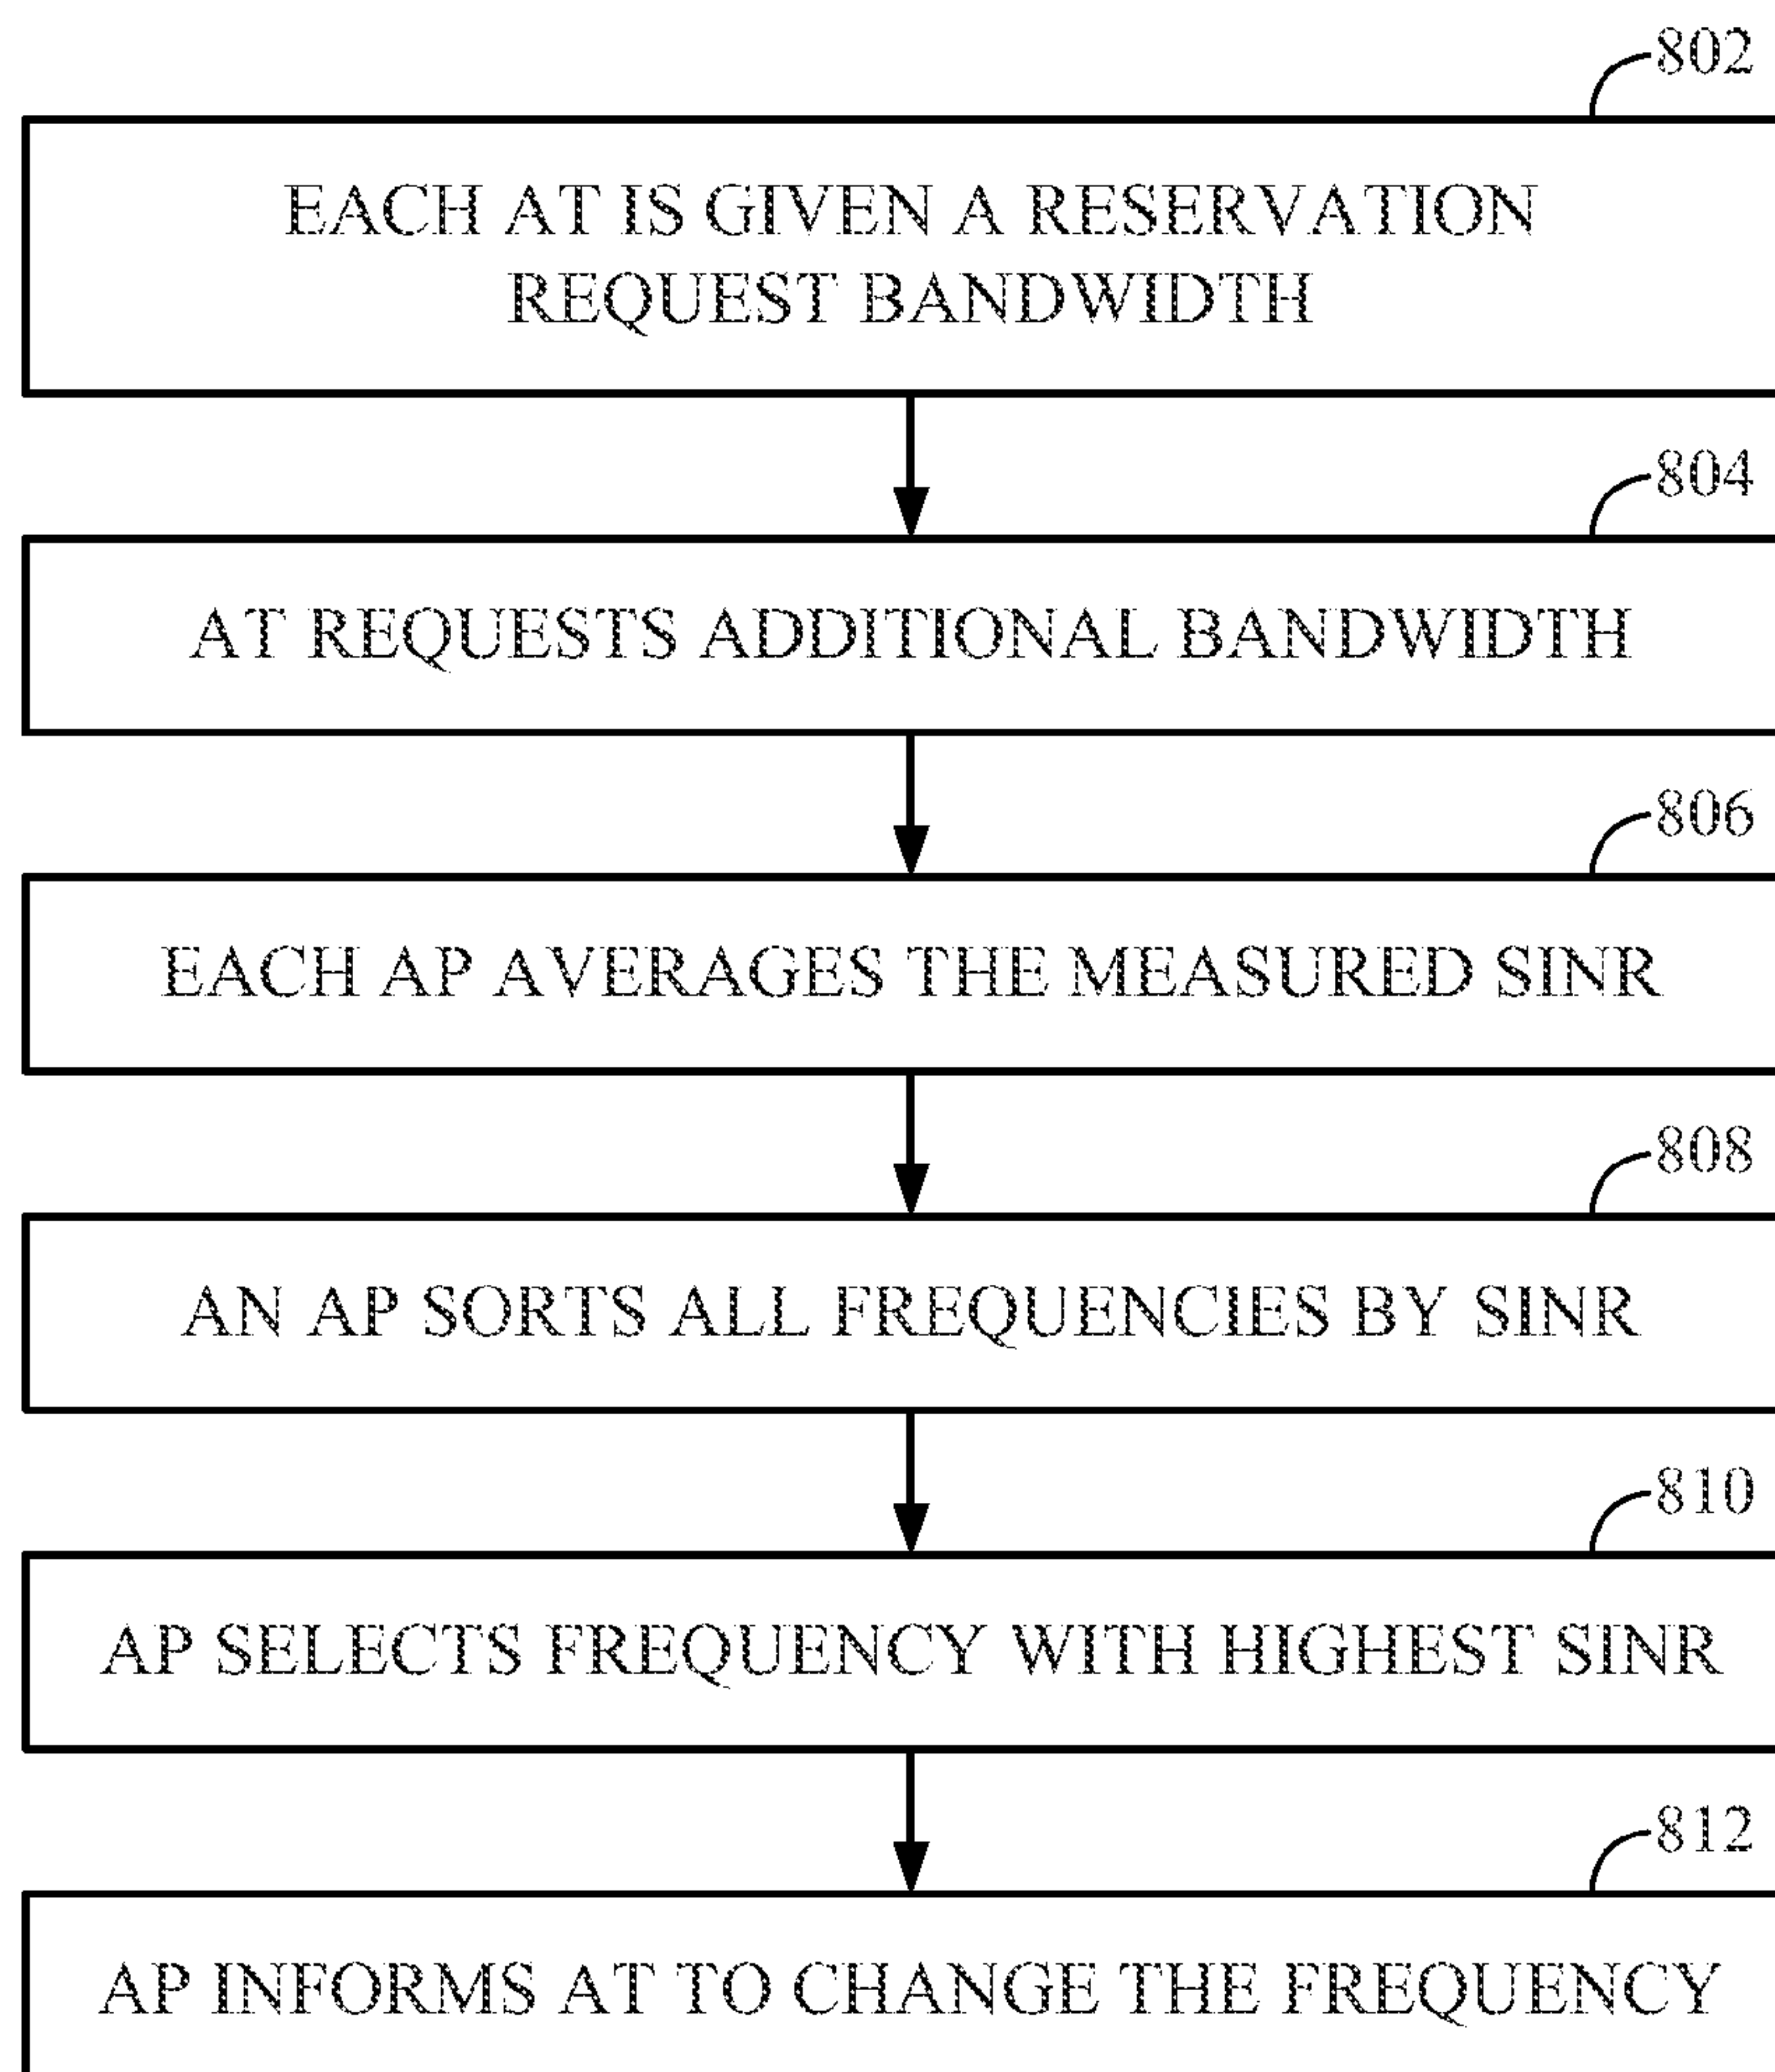 802
EACH AT IS GIVEN A RESERVATION
REQUEST BANDWIDTH
804
AT REQUESTS ADDITIONAL BANDWIDTH
806
EACH AP AVERAGES THE MEASURED SINR
808
AN AP SORTS ALL FREQUENCIES BY SINR
810
AP SELECTS FREQUENCY WITH HIGHEST SINR
812
AP INFORMS AT TO CHANGE THE FREQUENCY